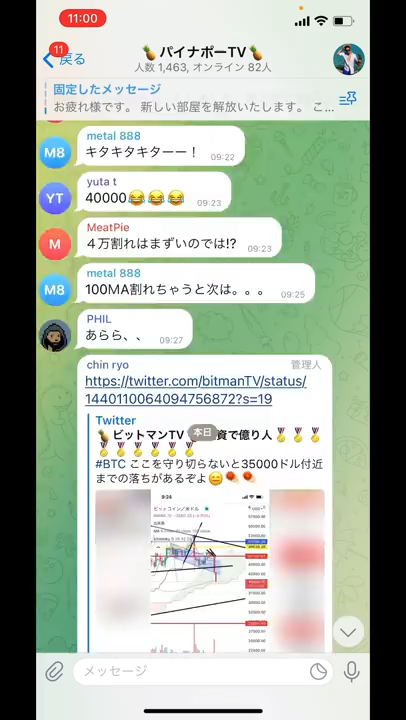 11:00
11
戻る
🍍パイナポーTV🍍
人数 1,463, オンライン 82人
固定したメッセージ
お疲れ様です。 新しい部屋を解放いたします。 こ...
metal 888
M8
キタキタキターー！
09:22
yuta t
YT
40000😂😂😂
09:23
MeatPie
M
４万割れはまずいのでは!?
09:23
metal 888
M8
100MA割れちゃうと次は。。。
09:25
PHIL
あらら、、
09:27
chin ryo
管理人
https://twitter.com/bitmanTV/status/
1440110064094756872?s=19
Twitter
🍍ビットマンTV
本日
資で億り人🏅🏅🏅
🏅🏅🏅🏅🏅🏅
#BTC ここを守り切らないと35000ドル付近
までの落ちがあるぞよ
9:24
ビットコイン/米ドル
メッセージ